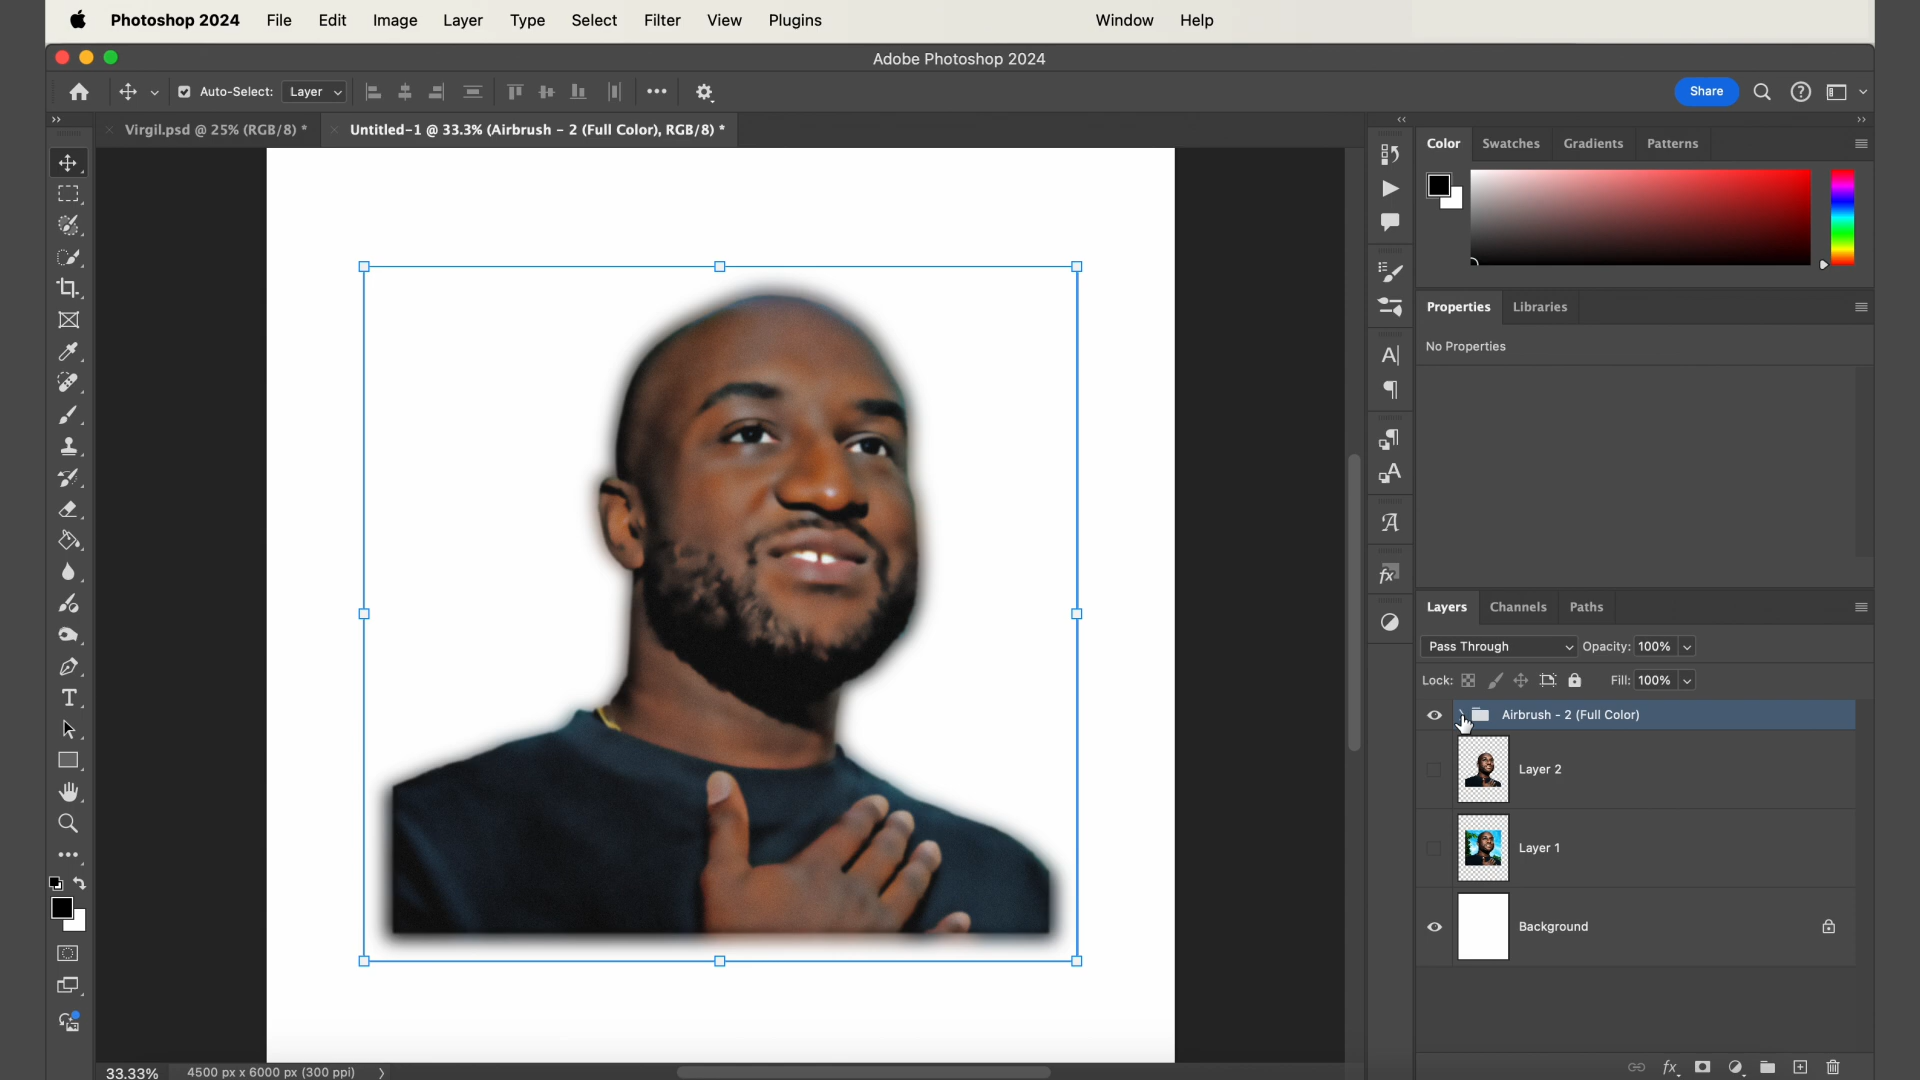 Photoshop 2024 File Edit Image Layer Type Select Filter View Plugins Window Help
Adobe Photoshop 2024
Auto-Select: Layer Share
Virgil.psd @ 25% (RGB/8) *
Untitled-1 @ 33.3% (Airbrush - 2 (Full Color), RGB/8) *
Color Swatches Gradients Patterns
Properties Libraries
No Properties
Layers Channels Paths
Pass Through Opacity: 100%
Lock: Fill: 100%
Airbrush - 2 (Full Color)
Layer 2
Layer 1
Background
33.33% 4500 px x 6000 px (300 ppi)